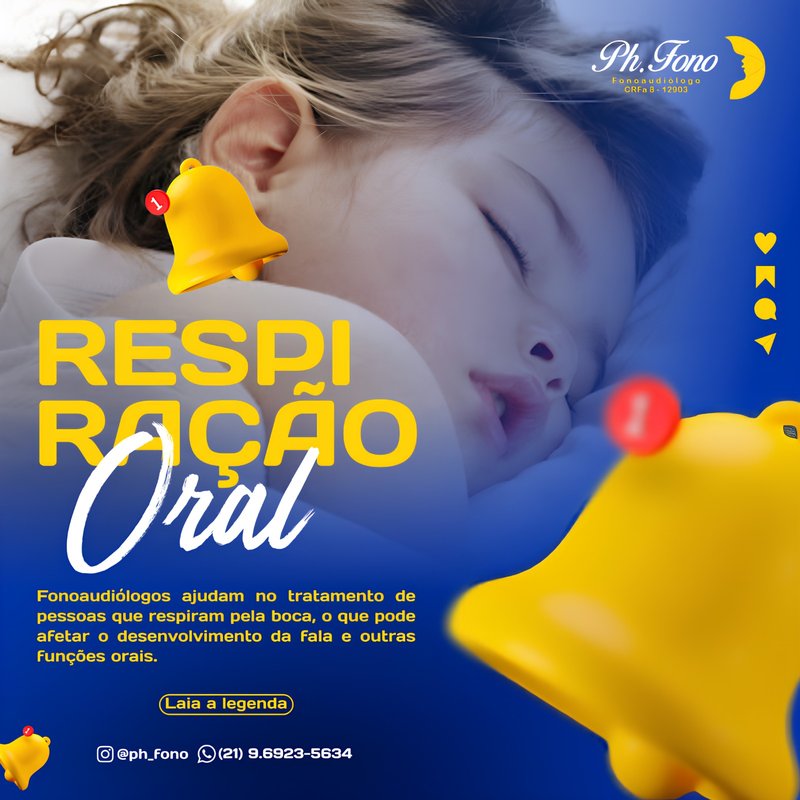 Ph. Fono
Fonoaudiólogo
CRFa 8 - 12903
1
RESPI
RAÇÃO
Oral
1
Fonoaudiólogos ajudam no tratamento de
pessoas que respiram pela boca, o que pode
afetar o desenvolvimento da fala e outras
funções orais.
Laia a legenda
1
@ph_fono (21) 9.6923-5634